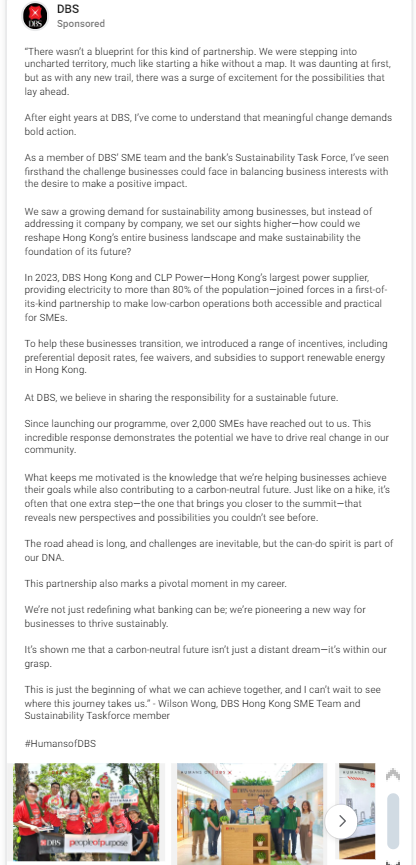 DBS
Sponsored
"There wasn't a blueprint for this kind of partnership. We were stepping into
uncharted territory, much like starting a hike without a map. It was daunting at first,
but as with any new trail, there was a surge of excitement for the possibilities that
lay ahead.
After eight years at DBS, I've come to understand that meaningful change demands
bold action.
As a member of DBS' SME team and the bank's Sustainability Task Force, I've seen
firsthand the challenge businesses could face in balancing business interests with
the desire to make a positive impact.
We saw a growing demand for sustainability among businesses, but instead of
addressing it company by company, we set our sights higher—how could we
reshape Hong Kong's entire business landscape and make sustainability the
foundation of its future?
In 2023, DBS Hong Kong and CLP Power—Hong Kong's largest power supplier,
providing electricity to more than 80% of the population—joined forces in a first-of-
its-kind partnership to make low-carbon operations both accessible and practical
for SMEs.
To help these businesses transition, we introduced a range of incentives, including
preferential deposit rates, fee waivers, and subsidies to support renewable energy
in Hong Kong.
At DBS, we believe in sharing the responsibility for a sustainable future.
Since launching our programme, over 2,000 SMEs have reached out to us. This
incredible response demonstrates the potential we have to drive real change in our
community.
What keeps me motivated is the knowledge that we're helping businesses achieve
their goals while also contributing to a carbon-neutral future. Just like on a hike, it's
often that one extra step—the one that brings you closer to the summit—that
reveals new perspectives and possibilities you couldn't see before.
The road ahead is long, and challenges are inevitable, but the can-do spirit is part of
our DNA.
This partnership also marks a pivotal moment in my career.
We're not just redefining what banking can be; we're pioneering a new way for
businesses to thrive sustainably.
It's shown me that a carbon-neutral future isn't just a distant dream—it's within our
grasp.
This is just the beginning of what we can achieve together, and I can't wait to see
where this journey takes us." - Wilson Wong, DBS Hong Kong SME Team and
Sustainability Taskforce member
#HumansofDBS
HUMANS OF DBS
DBS
peopleofpurpose